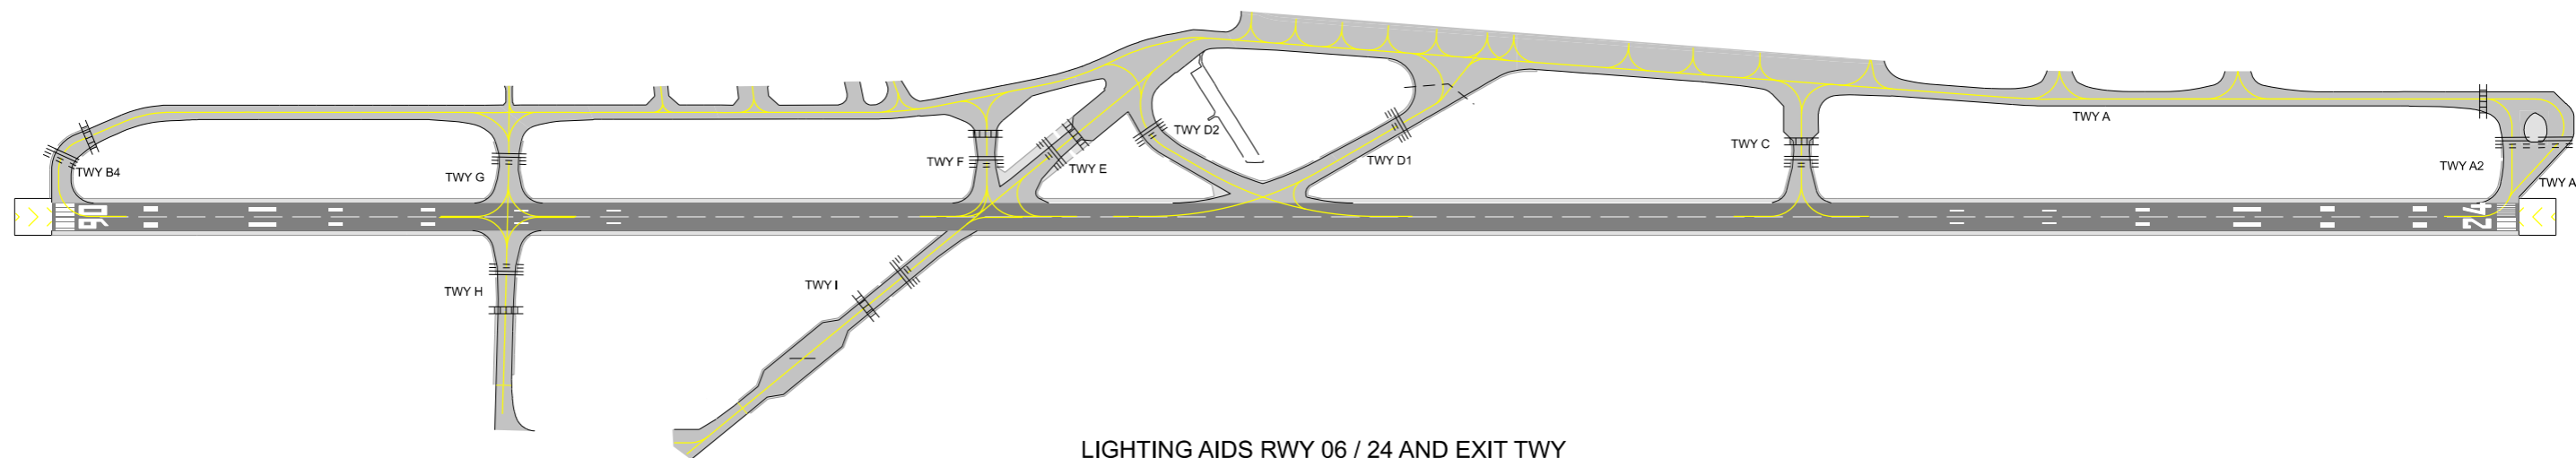 TWY D2
TWY A
TWY F
TWY D1
TWY C
TWY E
TWY A2
TWY B4
TWY G
TWY A
06
24
TWY I
TWY H
LIGHTING AIDS RWY 06 / 24 AND EXIT TWY